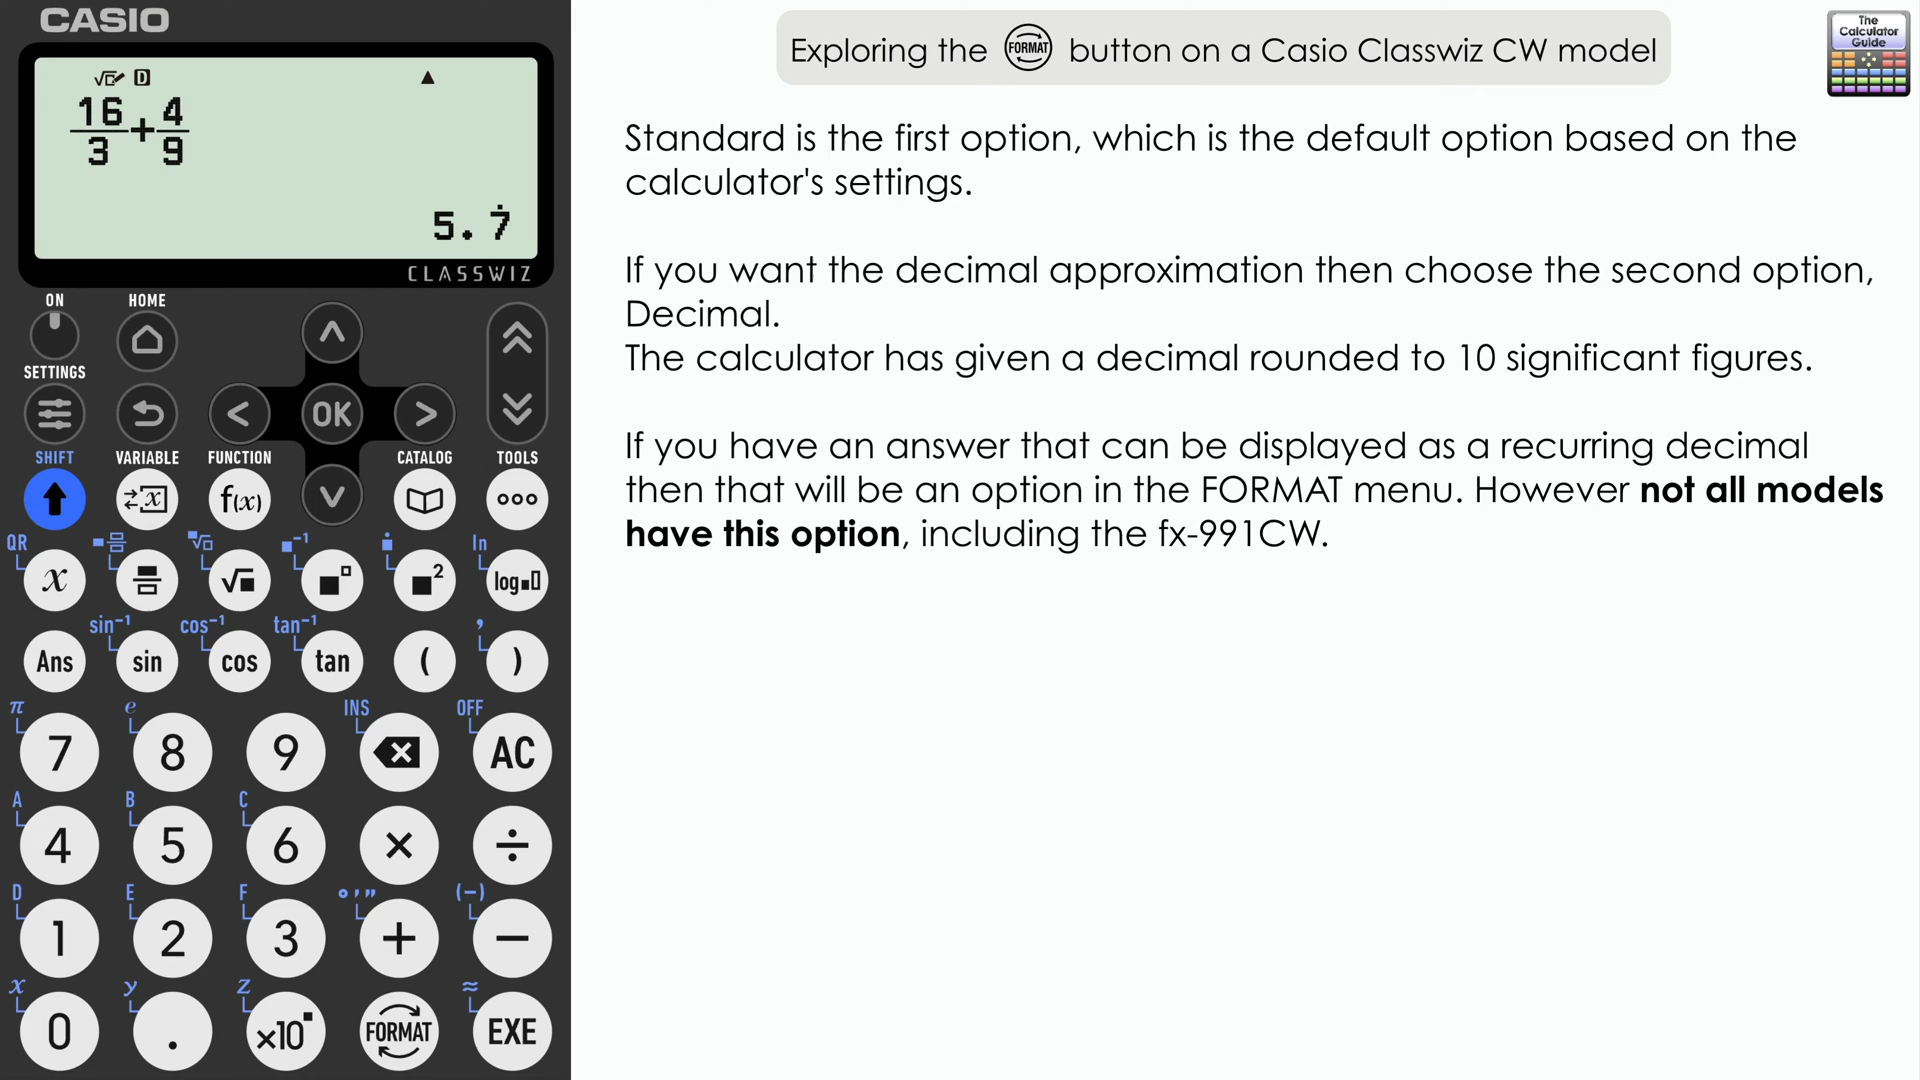 CASIO
D
16/3+4/9
5.7̇
CLASSWIZ
Exploring the FORMAT button on a Casio Classwiz CW model
The
Calculator
Guide
Standard is the first option, which is the default option based on the
calculator's settings.
If you want the decimal approximation then choose the second option,
Decimal.
The calculator has given a decimal rounded to 10 significant figures.
If you have an answer that can be displayed as a recurring decimal
then that will be an option in the FORMAT menu. However not all models
have this option, including the fx-991CW.
ON HOME
SETTINGS
OK
SHIFT VARIABLE FUNCTION CATALOG TOOLS
x f(x)
QR ■⁻¹ ln
x √■ ■□ ■² log■□
sin⁻¹ cos⁻¹ tan⁻¹ ,
Ans sin cos tan ( )
π e INS OFF
7 8 9 AC
A B C
4 5 6 × ÷
D E F ° ′ ″ (−)
1 2 3 + −
x y z ≈
0 . ×10■ FORMAT EXE